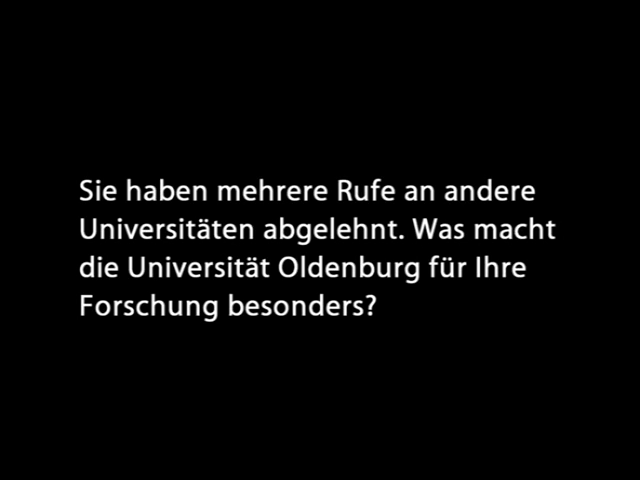 Sie haben mehrere Rufe an andere
Universitäten abgelehnt. Was macht
die Universität Oldenburg für Ihre
Forschung besonders?